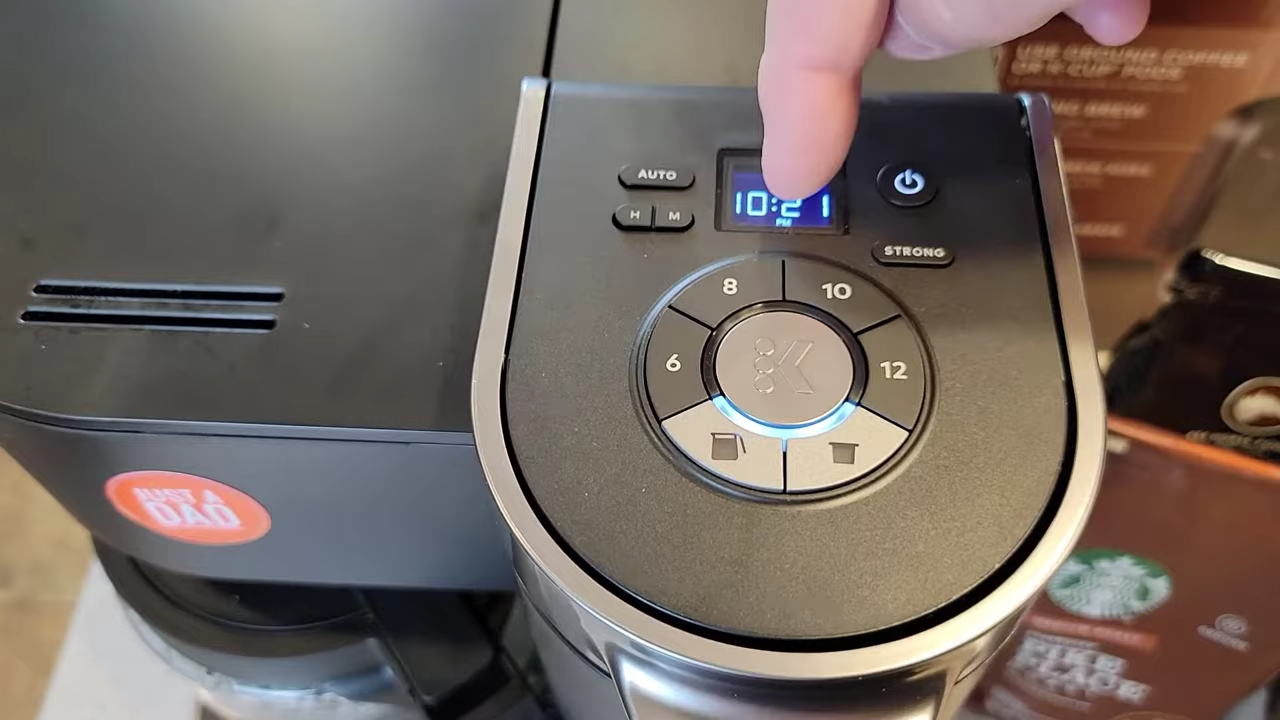 USE GROUND COFFEE
OR K-CUP PODS
BREW
AUTO
H M
10:21
PM
STRONG
8
10
6
12
K
JUST A
DAD
PIKE
PLACE